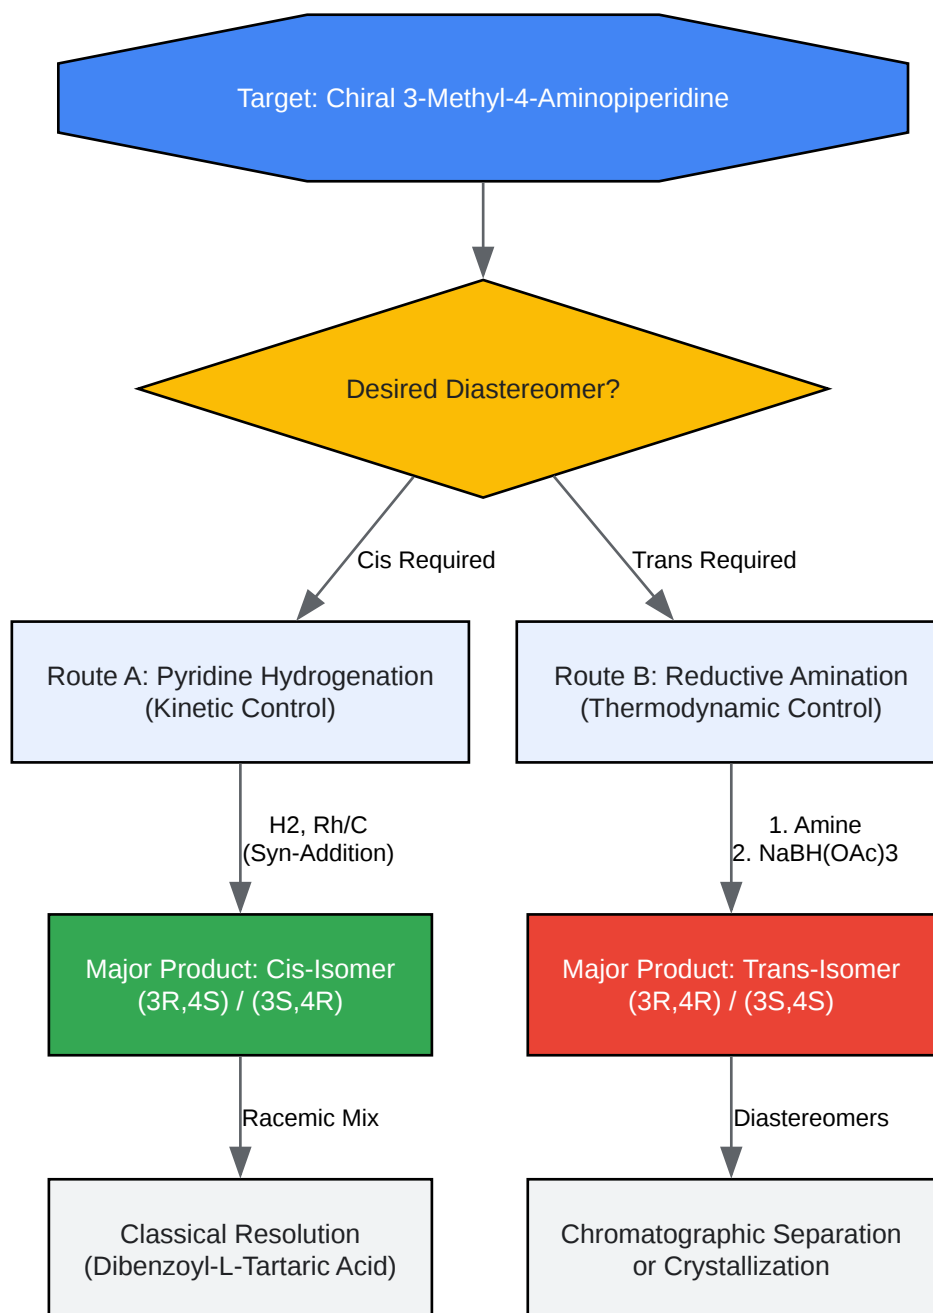 Target: Chiral 3-Methyl-4-Aminopiperidine
Desired Diastereomer?
Cis Required
Trans Required
Route A: Pyridine Hydrogenation
(Kinetic Control)
Route B: Reductive Amination
(Thermodynamic Control)
H2, Rh/C
(Syn-Addition)
1. Amine
2. NaBH(OAc)3
Major Product: Cis-Isomer
(3R,4S) / (3S,4R)
Major Product: Trans-Isomer
(3R,4R) / (3S,4S)
Racemic Mix
Diastereomers
Classical Resolution
(Dibenzoyl-L-Tartaric Acid)
Chromatographic Separation
or Crystallization